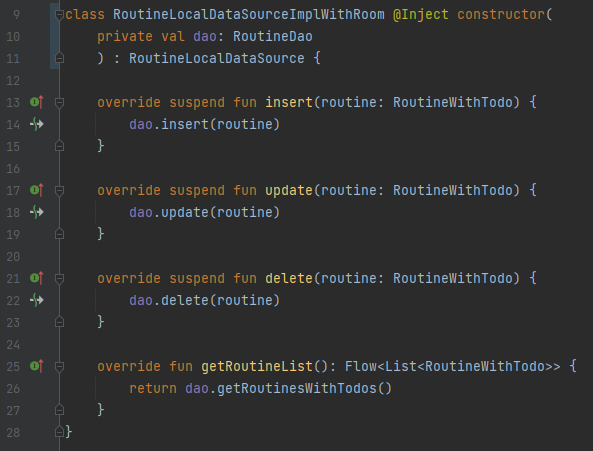 9 class RoutineLocalDataSourceImplWithRoom @Inject constructor(
10     private val dao: RoutineDao
11     ) : RoutineLocalDataSource {
12
13     override suspend fun insert(routine: RoutineWithTodo) {
14         dao.insert(routine)
15     }
16
17     override suspend fun update(routine: RoutineWithTodo) {
18         dao.update(routine)
19     }
20
21     override suspend fun delete(routine: RoutineWithTodo) {
22         dao.delete(routine)
23     }
24
25     override fun getRoutineList(): Flow<List<RoutineWithTodo>> {
26         return dao.getRoutinesWithTodos()
27     }
28 }